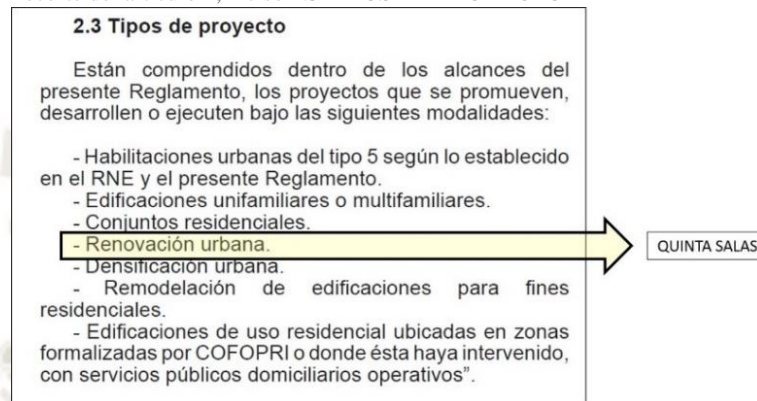 2.3 Tipos de proyecto
Están comprendidos dentro de los alcances del
presente Reglamento, los proyectos que se promueven,
desarrollen o ejecuten bajo las siguientes modalidades:
- Habilitaciones urbanas del tipo 5 según lo establecido
en el RNE y el presente Reglamento.
- Edificaciones unifamiliares o multifamiliares.
- Conjuntos residenciales.
- Renovación urbana.
QUINTA SALAS
- Densificación urbana.
- Remodelación de edificaciones para fines
residenciales.
- Edificaciones de uso residencial ubicadas en zonas
formalizadas por COFOPRI o donde ésta haya intervenido,
con servicios públicos domiciliarios operativos”.